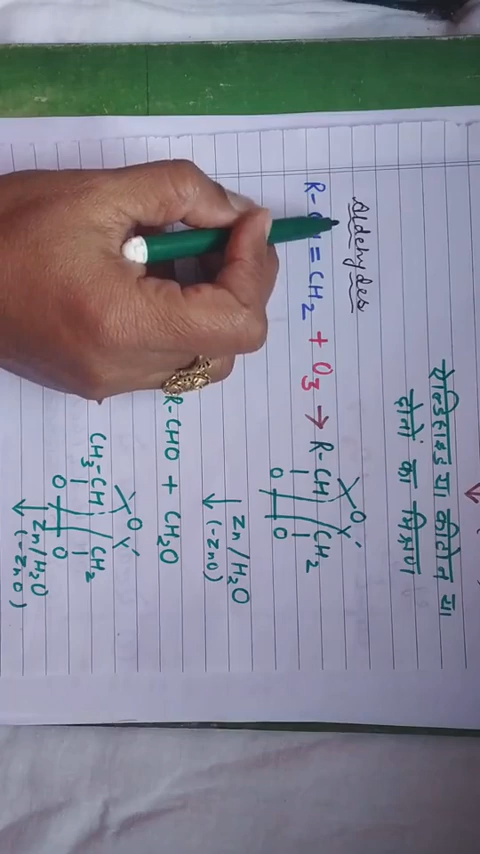 ऐल्डिहाइड या कीटोन या
दोनों का मिश्रण
Aldehydes
R-CH=CH₂ + O₃ → R-CH CH₂
O
O O
↓ Zn/H₂O
(-ZnO)
R-CHO + CH₂O
O
CH₃-CH CH₂
O O
↓ Zn/H₂O
(-ZnO)